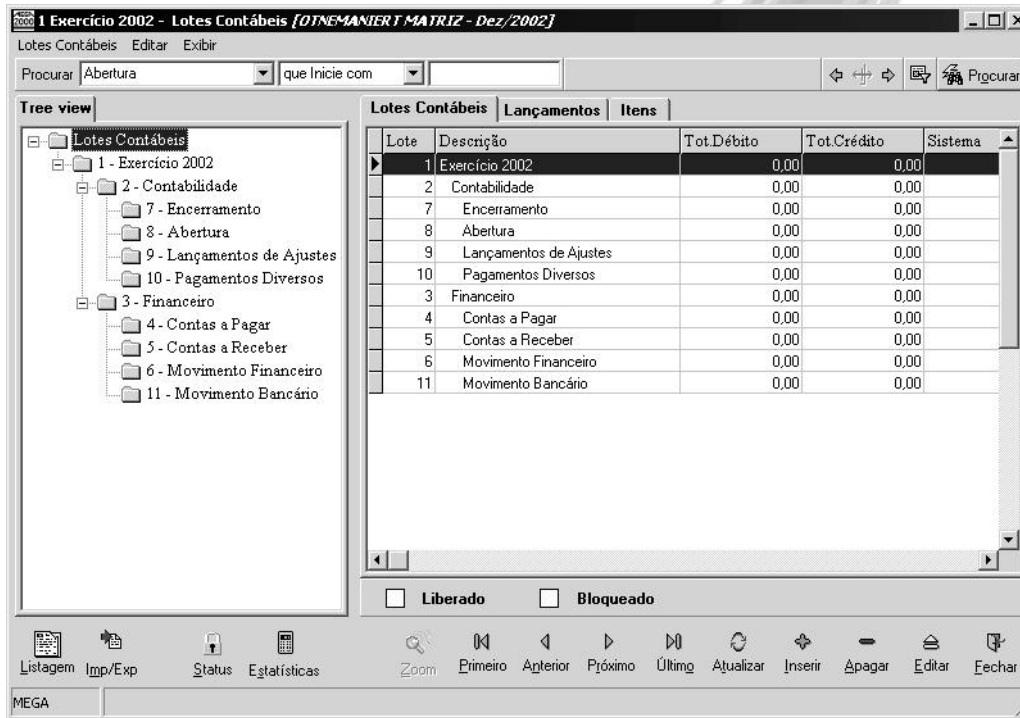 1 Exercício 2002 - Lotes Contábeis [OTNEMANIERT MATRIZ - Dez/2002]
Lotes Contábeis Editar Exibir
Procurar Abertura que Inicie com Procurar
Tree view
Lotes Contábeis
1 - Exercício 2002
2 - Contabilidade
7 - Encerramento
8 - Abertura
9 - Lançamentos de Ajustes
10 - Pagamentos Diversos
3 - Financeiro
4 - Contas a Pagar
5 - Contas a Receber
6 - Movimento Financeiro
11 - Movimento Bancário
Lotes Contábeis Lançamentos Itens
Lote Descrição Tot.Débito Tot.Crédito Sistema
1 Exercício 2002 0,00 0,00
2 Contabilidade 0,00 0,00
7 Encerramento 0,00 0,00
8 Abertura 0,00 0,00
9 Lançamentos de Ajustes 0,00 0,00
10 Pagamentos Diversos 0,00 0,00
3 Financeiro 0,00 0,00
4 Contas a Pagar 0,00 0,00
5 Contas a Receber 0,00 0,00
6 Movimento Financeiro 0,00 0,00
11 Movimento Bancário 0,00 0,00
Liberado Bloqueado
Listagem Imp/Exp Status Estatísticas Zoom Primeiro Anterior Próximo Último Atualizar Inserir Apagar Editar Fechar
MEGA